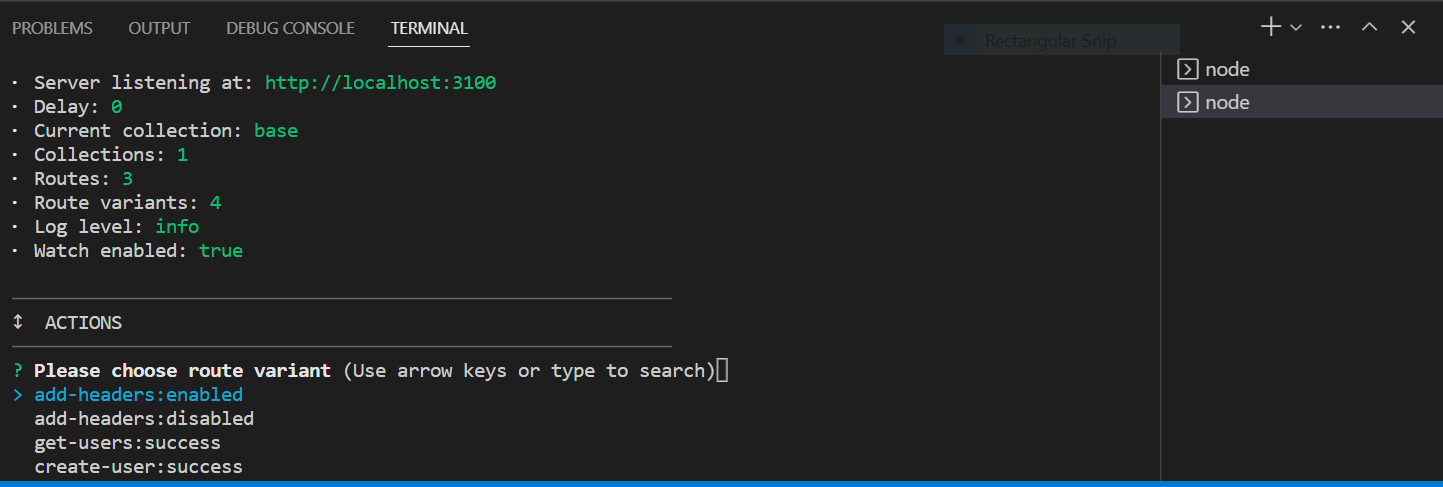 PROBLEMS OUTPUT DEBUG CONSOLE TERMINAL
Rectangular Snip
node
node
· Server listening at: http://localhost:3100
· Delay: 0
· Current collection: base
· Collections: 1
· Routes: 3
· Route variants: 4
· Log level: info
· Watch enabled: true
↕ ACTIONS
? Please choose route variant (Use arrow keys or type to search)
> add-headers:enabled
add-headers:disabled
get-users:success
create-user:success